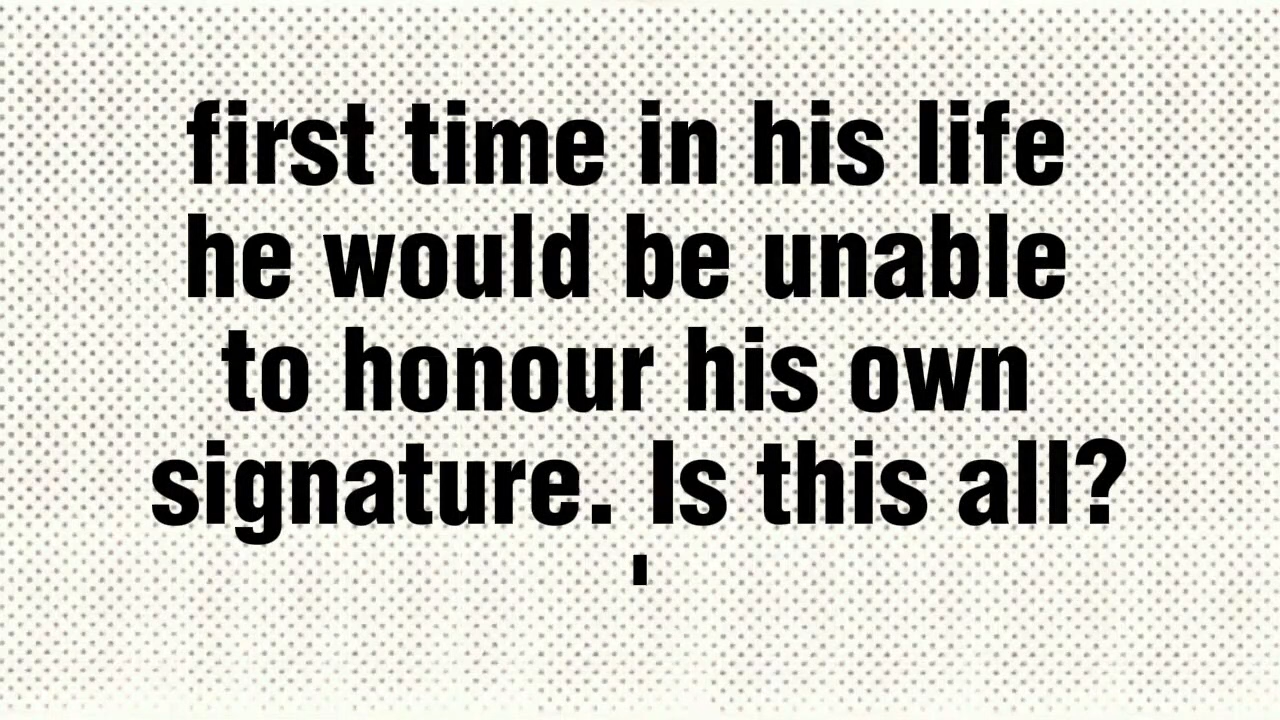 first time in his life
he would be unable
to honour his own
signature. Is this all?
'